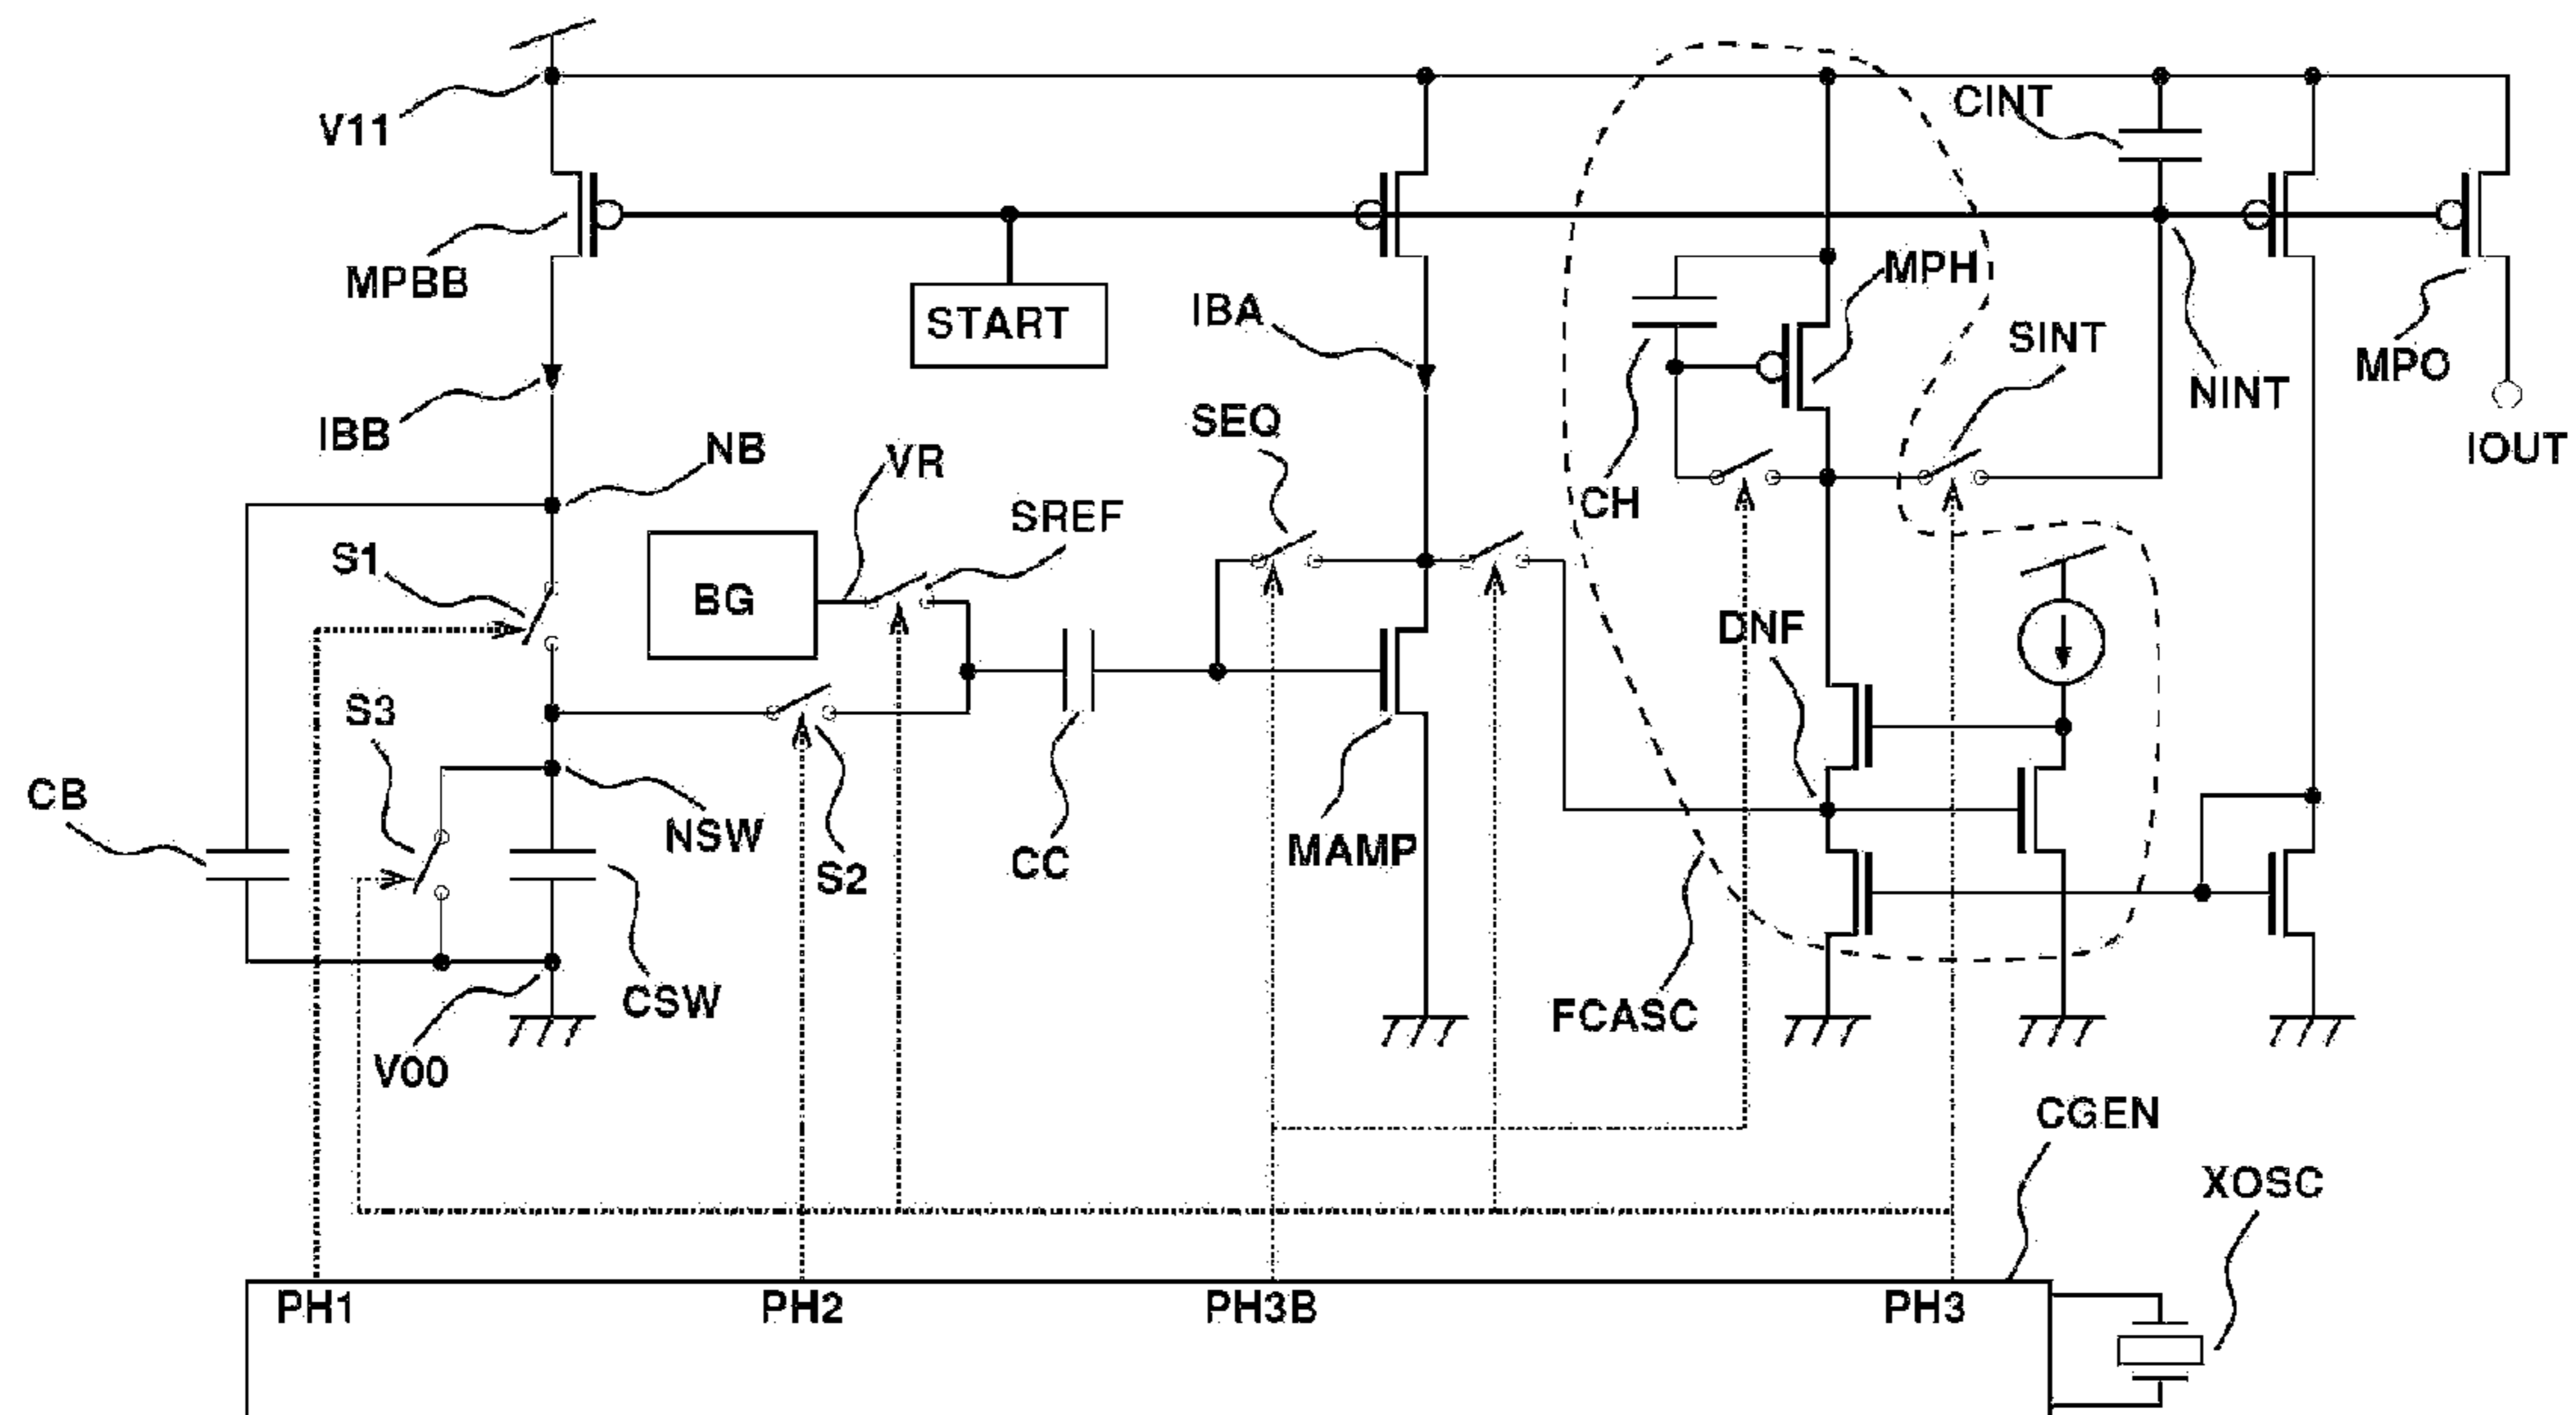 V11
CINT
MPBB
START
IBA
MPH
SINT
MPO
NINT
IBB
NB
VR
SEQ
IOUT
S1
BG
SREF
CH
DNF
S3
CB
NSW
S2
CC
MAMP
CSW
V00
FCASC
CGEN
XOSC
PH1
PH2
PH3B
PH3